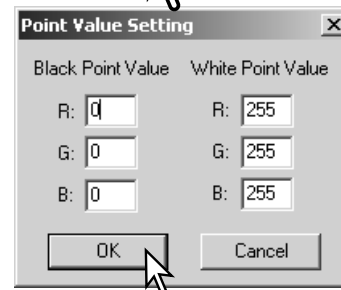 Point Value Setting
Black Point Value White Point Value
R: 0 R: 255
G: 0 G: 255
B: 0 B: 255
OK Cancel